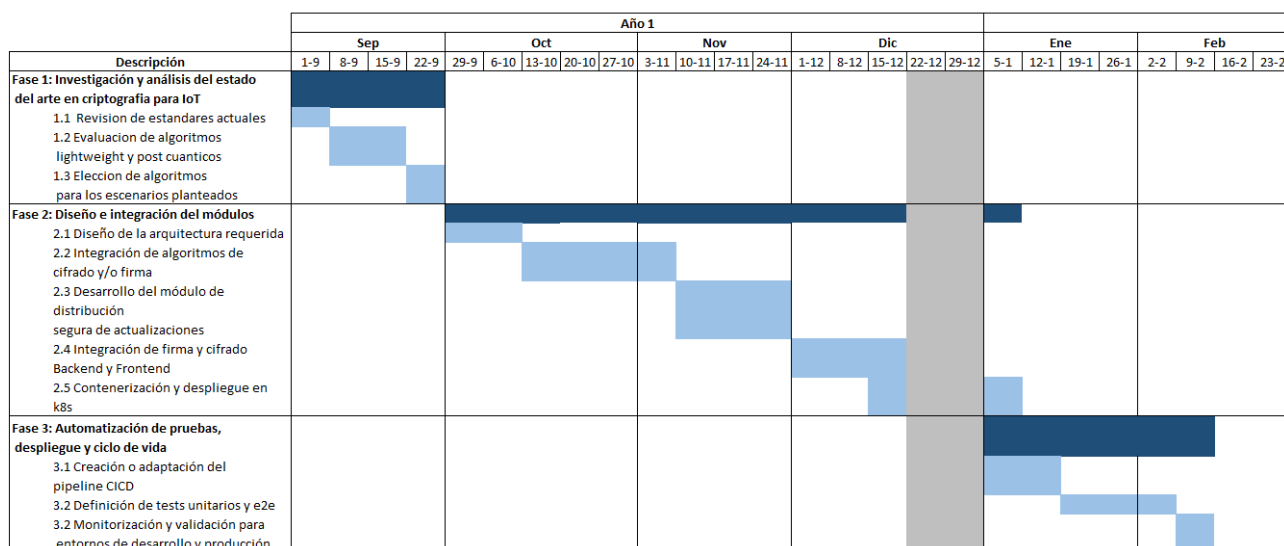 Año 1
Sep Oct Nov Dic Ene Feb
Descripción 1-9 8-9 15-9 22-9 29-9 6-10 13-10 20-10 27-10 3-11 10-11 17-11 24-11 1-12 8-12 15-12 22-12 29-12 5-1 12-1 19-1 26-1 2-2 9-2 16-2 23-2
Fase 1: Investigación y análisis del estado
del arte en criptografia para IoT
1.1 Revision de estandares actuales
1.2 Evaluacion de algoritmos
lightweight y post cuanticos
1.3 Eleccion de algoritmos
para los escenarios planteados
Fase 2: Diseño e integración del módulos
2.1 Diseño de la arquitectura requerida
2.2 Integración de algoritmos de
cifrado y/o firma
2.3 Desarrollo del módulo de
distribución
segura de actualizaciones
2.4 Integración de firma y cifrado
Backend y Frontend
2.5 Contenerización y despliegue en
k8s
Fase 3: Automatización de pruebas,
despliegue y ciclo de vida
3.1 Creación o adaptación del
pipeline CICD
3.2 Definición de tests unitarios y e2e
3.2 Monitorización y validación para
entornos de desarrollo y producción